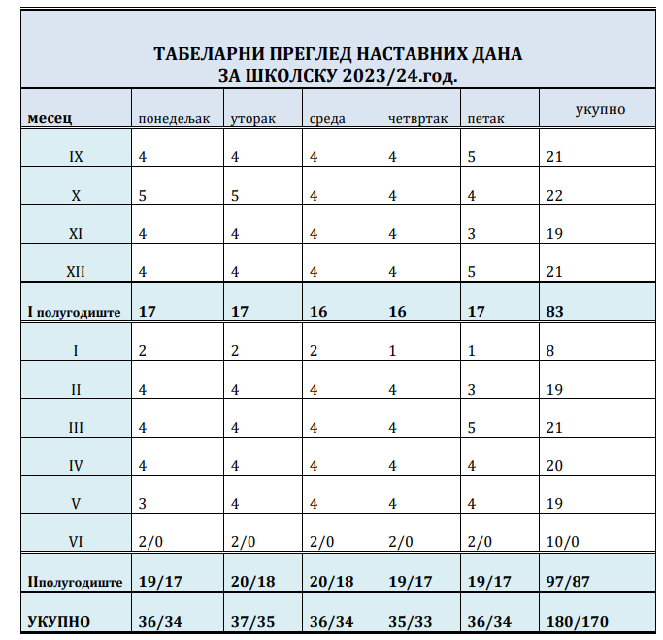 ТАБЕЛАРНИ ПРЕГЛЕД НАСТАВНИХ ДАНА
ЗА ШКОЛСКУ 2023/24.год.
месец понедељак уторак среда четвртак петак укупно
IX 4 4 4 4 5 21
X 5 5 4 4 4 22
XI 4 4 4 4 3 19
XII 4 4 4 4 5 21
I полугодиште 17 17 16 16 17 83
I 2 2 2 1 1 8
II 4 4 4 4 3 19
III 4 4 4 4 5 21
IV 4 4 4 4 4 20
V 3 4 4 4 4 19
VI 2/0 2/0 2/0 2/0 2/0 10/0
IIполугодиште 19/17 20/18 20/18 19/17 19/17 97/87
УКУПНО 36/34 37/35 36/34 35/33 36/34 180/170